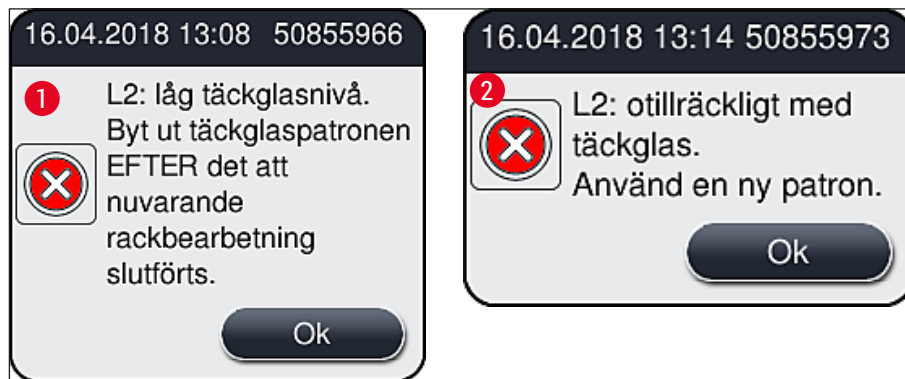 16.04.2018 13:08 50855966
1
L2: låg täckglasnivå.
Byt ut täckglaspatronen
EFTER det att
nuvarande
rackbearbetning
slutförts.
Ok
16.04.2018 13:14 50855973
2
L2: otillräckligt med
täckglas.
Använd en ny patron.
Ok